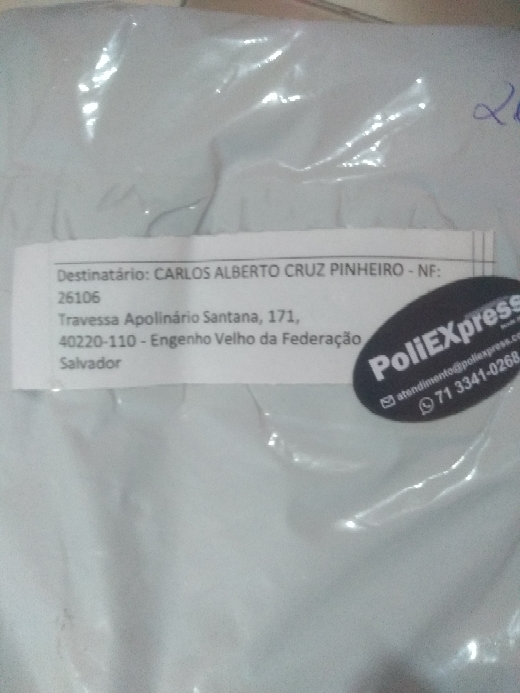 Destinatário: CARLOS ALBERTO CRUZ PINHEIRO - NF:
26106
Travessa Apolinário Santana, 171,
40220-110 - Engenho Velho da Federação
Salvador
PoliEXpress
atendimento@poliexpress.co
71 3341-0268